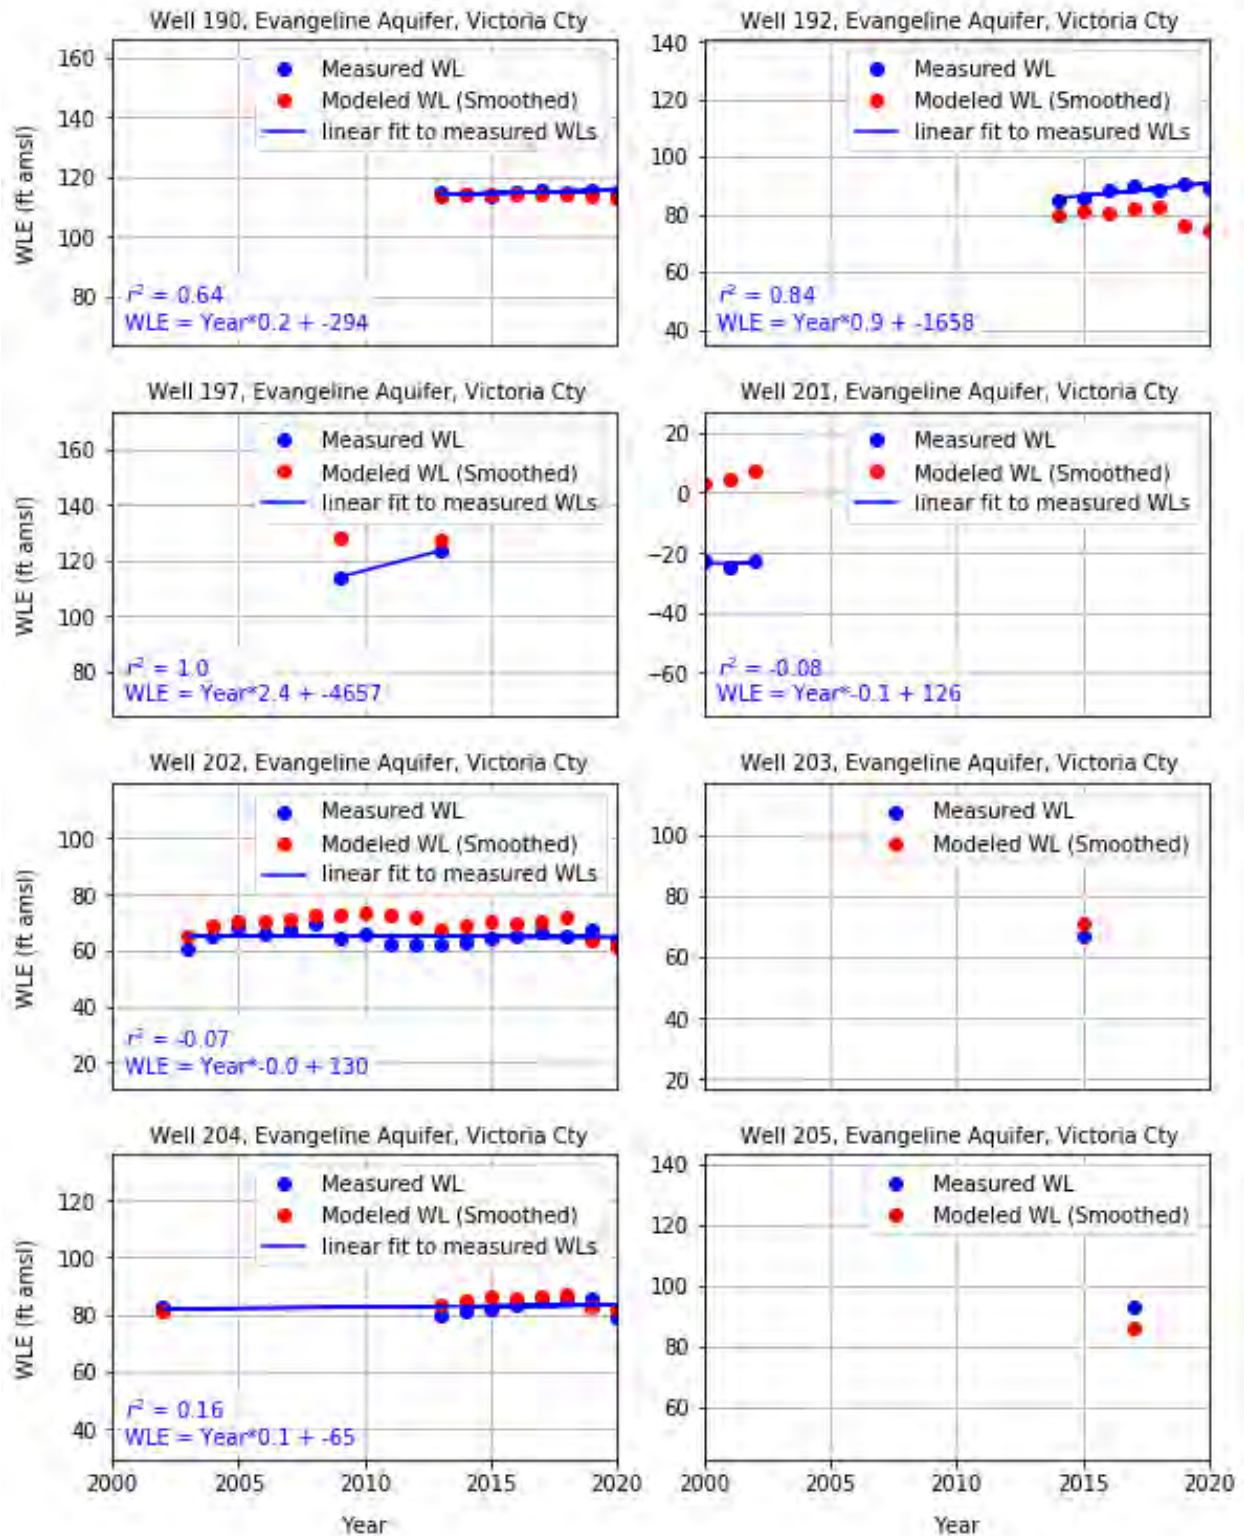 Well 190, Evangeline Aquifer, Victoria Cty
160
140
120
100
80
WLE (ft amsl)
Measured WL
Modeled WL (Smoothed)
linear fit to measured WLs
r² = 0.64
WLE = Year*0.2 + -294
Well 192, Evangeline Aquifer, Victoria Cty
140
120
100
80
60
40
Measured WL
Modeled WL (Smoothed)
linear fit to measured WLs
r² = 0.84
WLE = Year*0.9 + -1658
Well 197, Evangeline Aquifer, Victoria Cty
160
140
120
100
80
WLE (ft amsl)
Measured WL
Modeled WL (Smoothed)
linear fit to measured WLs
r² = 1.0
WLE = Year*2.4 + -4657
Well 201, Evangeline Aquifer, Victoria Cty
20
0
−20
−40
−60
Measured WL
Modeled WL (Smoothed)
linear fit to measured WLs
r² = -0.08
WLE = Year*-0.1 + 126
Well 202, Evangeline Aquifer, Victoria Cty
100
80
60
40
20
WLE (ft amsl)
Measured WL
Modeled WL (Smoothed)
linear fit to measured WLs
r² = -0.07
WLE = Year*-0.0 + 130
Well 203, Evangeline Aquifer, Victoria Cty
100
80
60
40
20
Measured WL
Modeled WL (Smoothed)
Well 204, Evangeline Aquifer, Victoria Cty
120
100
80
60
40
WLE (ft amsl)
Measured WL
Modeled WL (Smoothed)
linear fit to measured WLs
r² = 0.16
WLE = Year*0.1 + -65
2000 2005 2010 2015 2020
Year
Well 205, Evangeline Aquifer, Victoria Cty
140
120
100
80
60
Measured WL
Modeled WL (Smoothed)
2000 2005 2010 2015 2020
Year